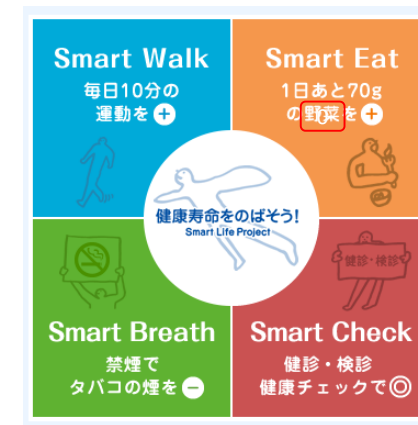 Smart Walk
毎日10分の
運動を+
Smart Eat
1日あと70g
の野菜を+
健康寿命をのばそう!
Smart Life Project
健診・検診
Smart Breath
禁煙で
タバコの煙を-
Smart Check
健診・検診
健康チェックで◎